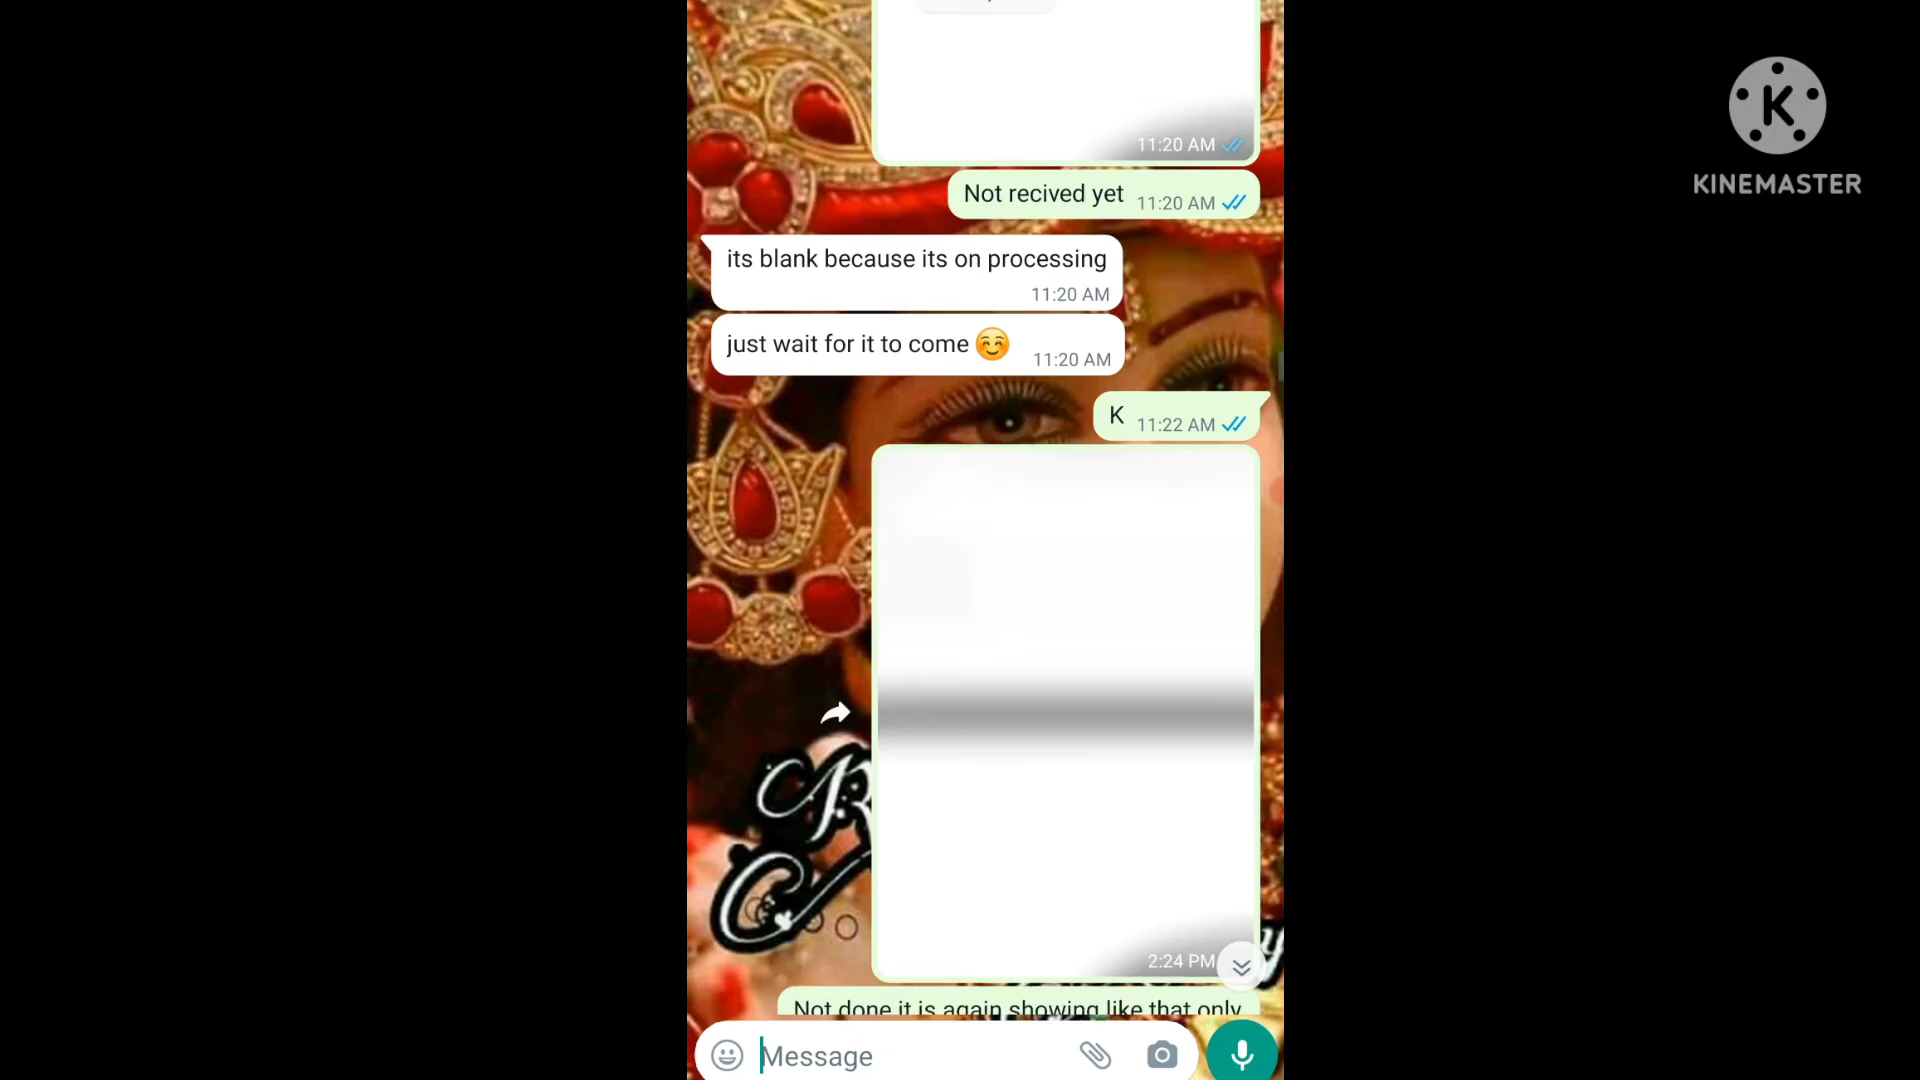 11:20 AM
Not recived yet 11:20 AM
its blank because its on processing
11:20 AM
just wait for it to come ☺️ 11:20 AM
K 11:22 AM
2:24 PM
Not done it is again showing like that only
Message
K
KINEMASTER